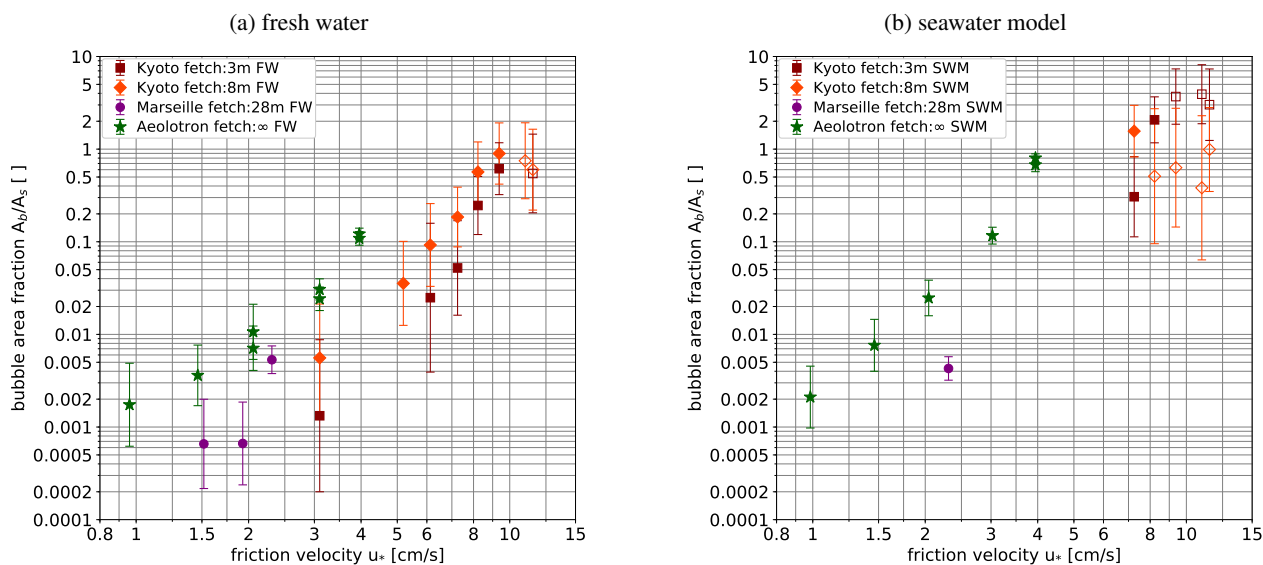 (a) fresh water
10
5
2
1
0.5
0.2
0.1
0.05
0.02
0.01
0.005
0.002
0.001
0.0005
0.0002
0.0001
bubble area fraction A_b/A_s [ ]
Kyoto fetch:3m FW
Kyoto fetch:8m FW
Marseille fetch:28m FW
Aeolotron fetch:∞ FW
0.8 1 1.5 2 3 4 5 6 8 10 15
friction velocity u_* [cm/s]
(b) seawater model
10
5
2
1
0.5
0.2
0.1
0.05
0.02
0.01
0.005
0.002
0.001
0.0005
0.0002
0.0001
bubble area fraction A_b/A_s [ ]
Kyoto fetch:3m SWM
Kyoto fetch:8m SWM
Marseille fetch:28m SWM
Aeolotron fetch:∞ SWM
0.8 1 1.5 2 3 4 5 6 8 10 15
friction velocity u_* [cm/s]